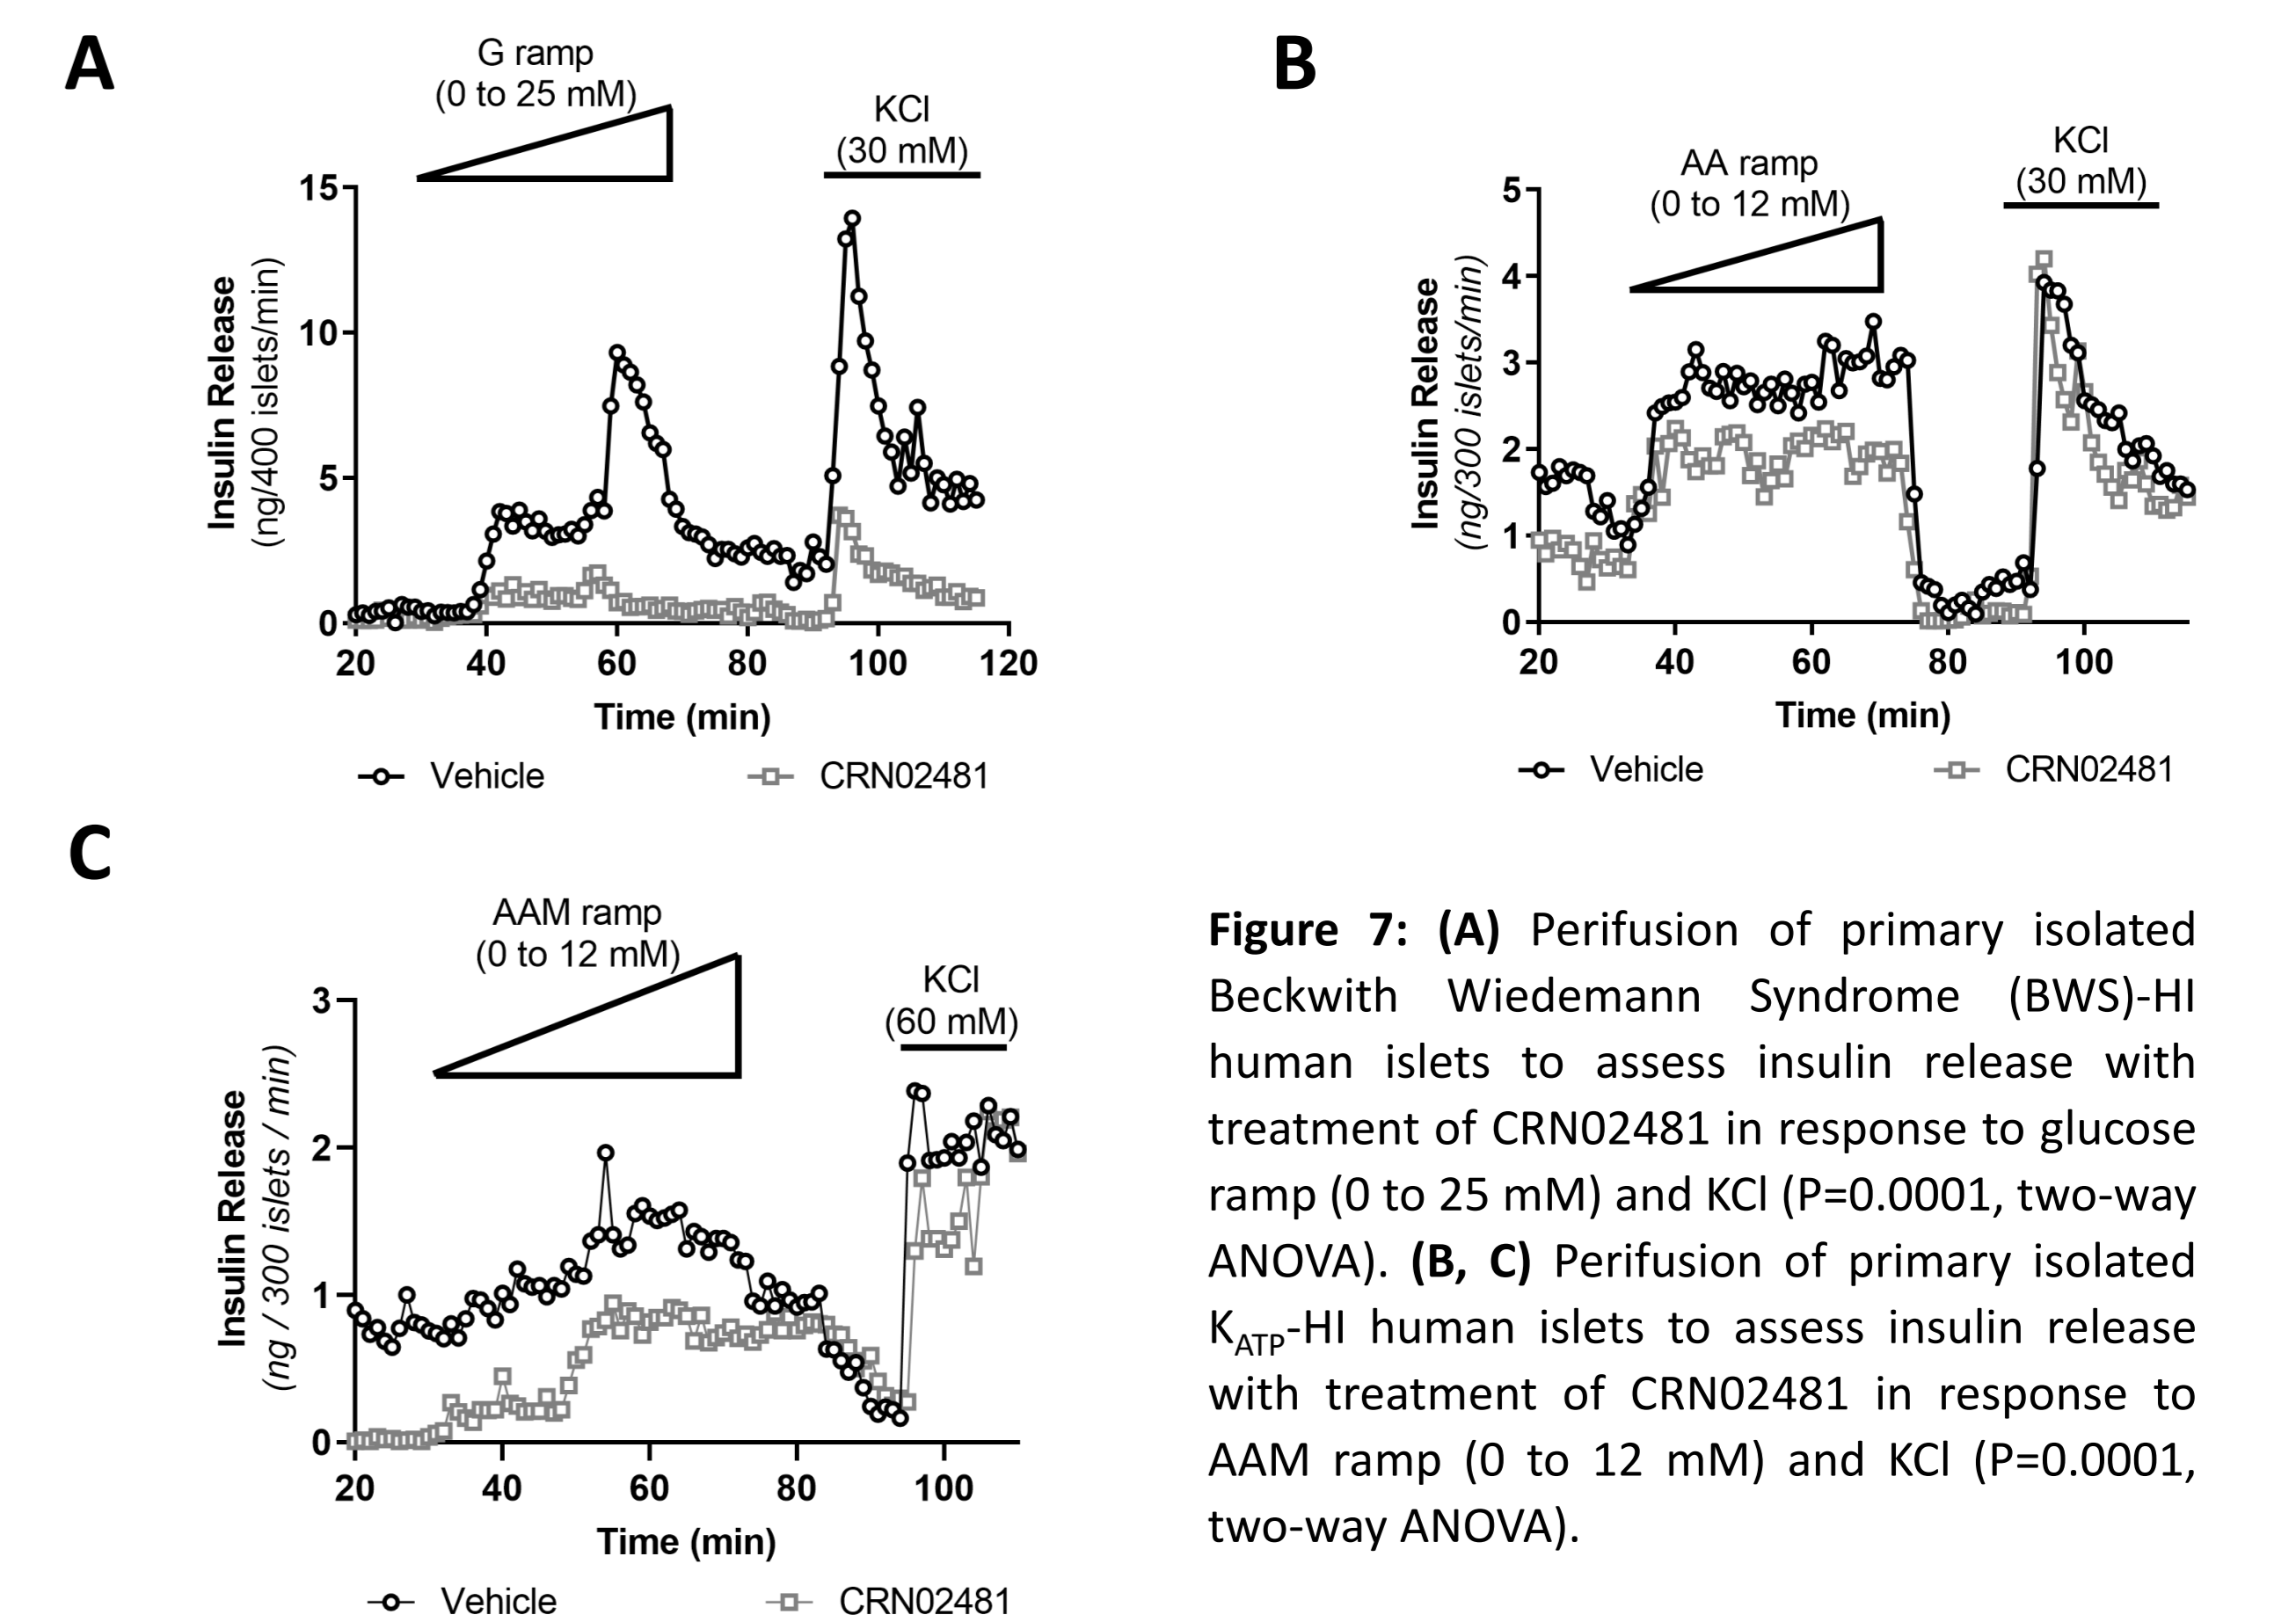 A
G ramp
(0 to 25 mM)
KCl
(30 mM)
15
10
5
0
Insulin Release
(ng/400 islets/min)
20 40 60 80 100 120
Time (min)
Vehicle CRN02481
B
AA ramp
(0 to 12 mM)
KCl
(30 mM)
5
4
3
2
1
0
Insulin Release
(ng/300 islets/min)
20 40 60 80 100
Time (min)
Vehicle CRN02481
C
AAM ramp
(0 to 12 mM)
KCl
(60 mM)
3
2
1
0
Insulin Release
(ng / 300 islets / min)
20 40 60 80 100
Time (min)
Vehicle CRN02481
Figure 7: (A) Perifusion of primary isolated
Beckwith Wiedemann Syndrome (BWS)-HI
human islets to assess insulin release with
treatment of CRN02481 in response to glucose
ramp (0 to 25 mM) and KCl (P=0.0001, two-way
ANOVA). (B, C) Perifusion of primary isolated
KATP-HI human islets to assess insulin release
with treatment of CRN02481 in response to
AAM ramp (0 to 12 mM) and KCl (P=0.0001,
two-way ANOVA).